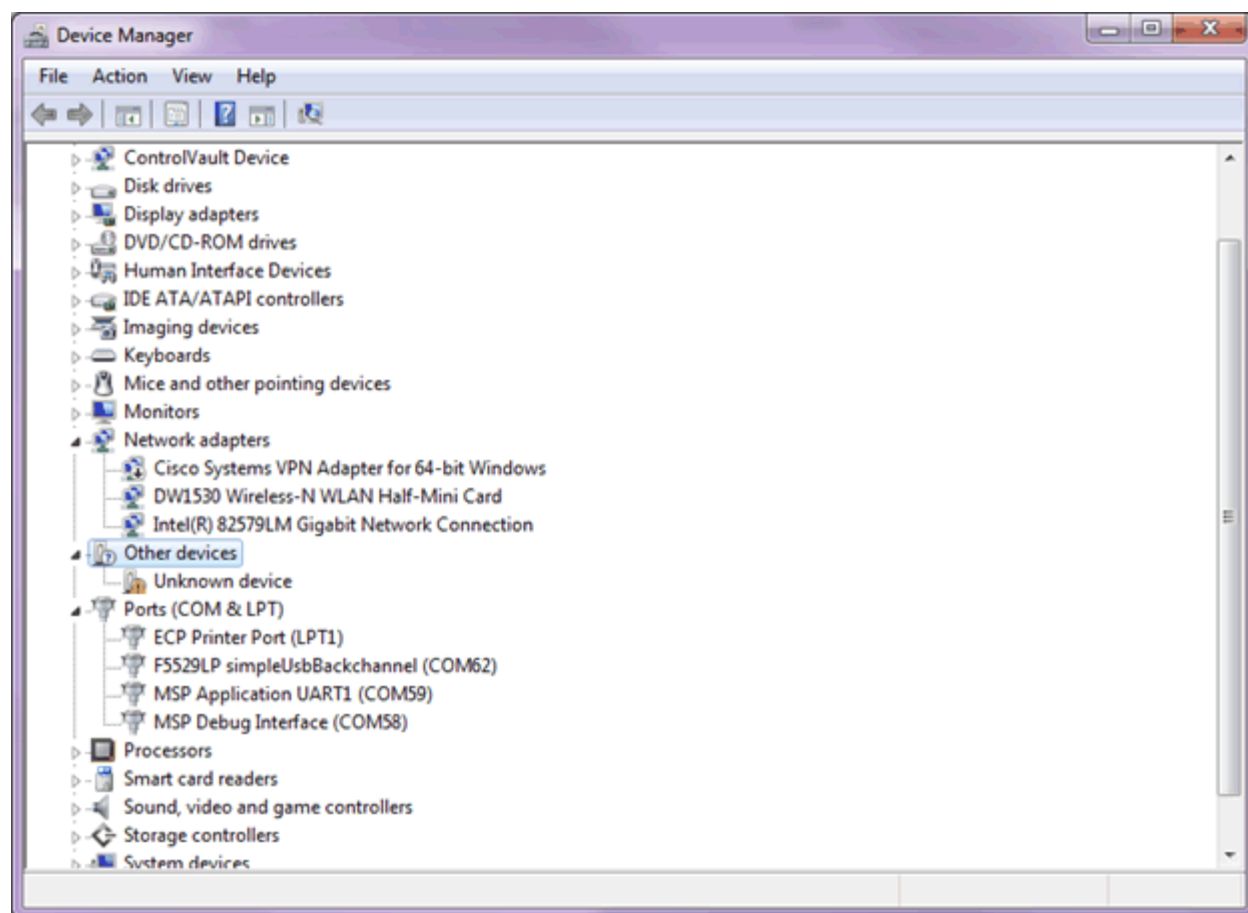 Device Manager
File Action View Help
ControlVault Device
Disk drives
Display adapters
DVD/CD-ROM drives
Human Interface Devices
IDE ATA/ATAPI controllers
Imaging devices
Keyboards
Mice and other pointing devices
Monitors
Network adapters
Cisco Systems VPN Adapter for 64-bit Windows
DW1530 Wireless-N WLAN Half-Mini Card
Intel(R) 82579LM Gigabit Network Connection
Other devices
Unknown device
Ports (COM & LPT)
ECP Printer Port (LPT1)
F5529LP simpleUsbBackchannel (COM62)
MSP Application UART1 (COM59)
MSP Debug Interface (COM58)
Processors
Smart card readers
Sound, video and game controllers
Storage controllers
System devices